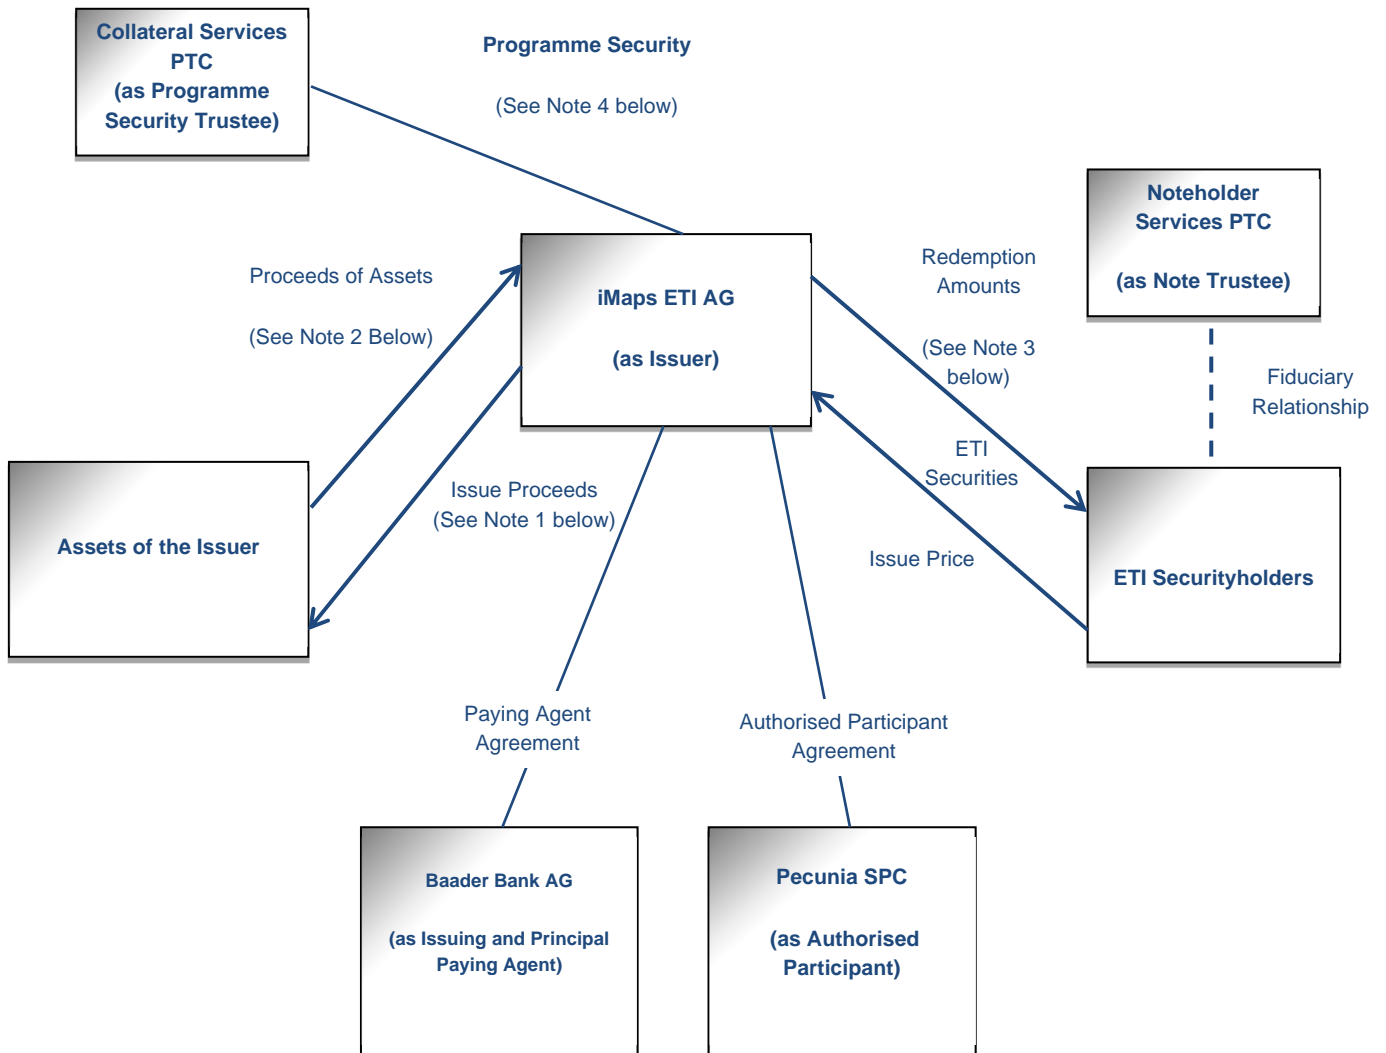 Collateral Services
PTC
(as Programme
Security Trustee)
Programme Security
(See Note 4 below)
Noteholder
Services PTC
(as Note Trustee)
Proceeds of Assets
(See Note 2 Below)
iMaps ETI AG
(as Issuer)
Redemption
Amounts
(See Note 3
below)
Fiduciary
Relationship
ETI
Securities
Issue Proceeds
(See Note 1 below)
Assets of the Issuer
Issue Price
ETI Securityholders
Paying Agent
Agreement
Authorised Participant
Agreement
Baader Bank AG
(as Issuing and Principal
Paying Agent)
Pecunia SPC
(as Authorised
Participant)